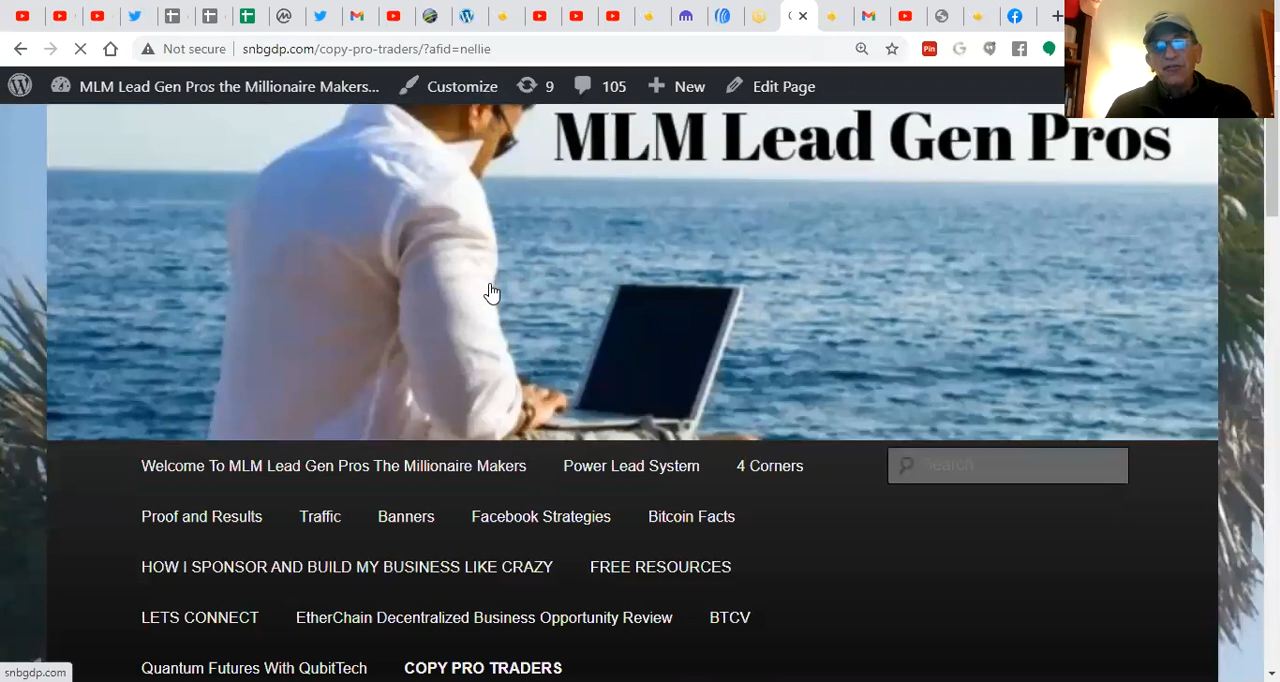 Not secure snbgdp.com/copy-pro-traders/?afid=nellie
MLM Lead Gen Pros the Millionaire Makers... Customize 9 105 New Edit Page
MLM Lead Gen Pros
Welcome To MLM Lead Gen Pros The Millionaire Makers Power Lead System 4 Corners Search
Proof and Results Traffic Banners Facebook Strategies Bitcoin Facts
HOW I SPONSOR AND BUILD MY BUSINESS LIKE CRAZY FREE RESOURCES
LETS CONNECT EtherChain Decentralized Business Opportunity Review BTCV
Quantum Futures With QubitTech COPY PRO TRADERS
snbgdp.com